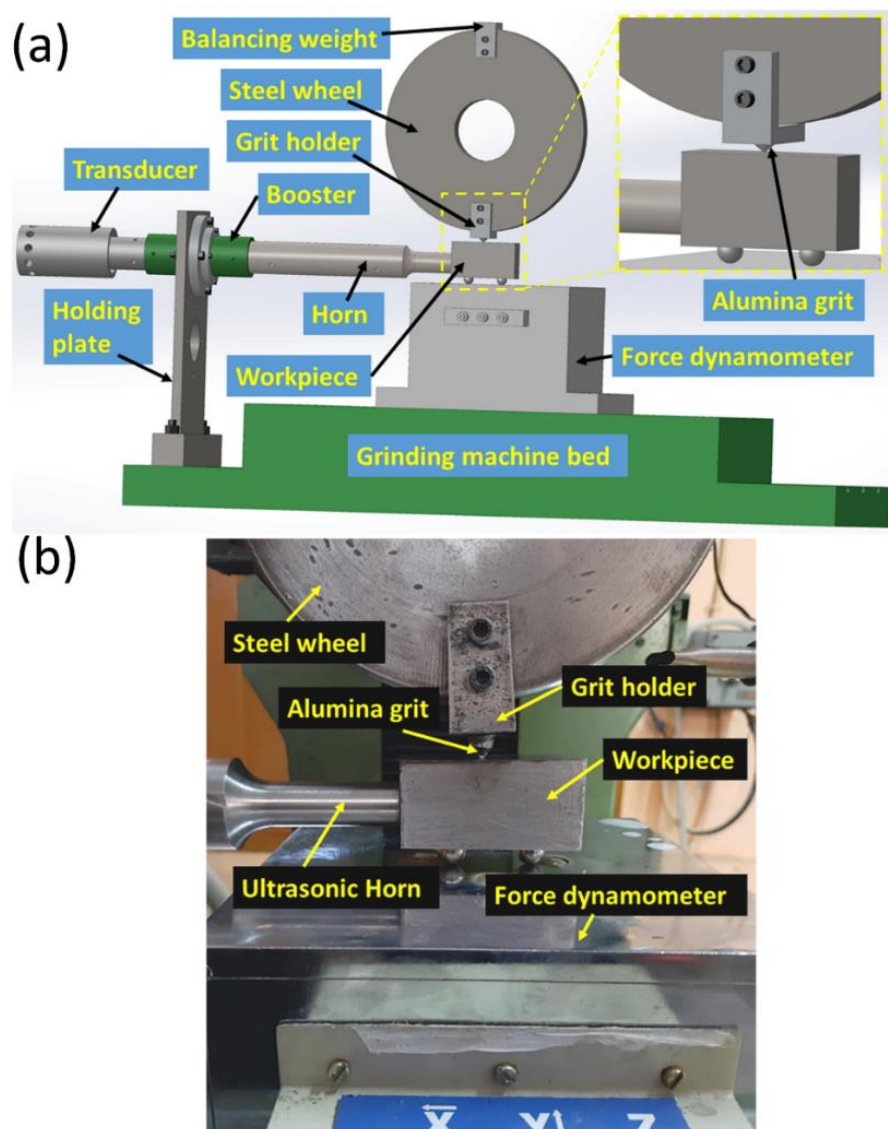 (a)
Balancing weight
Steel wheel
Grit holder
Transducer
Booster
Alumina grit
Holding
plate
Horn
Workpiece
Force dynamometer
Grinding machine bed
(b)
Steel wheel
Grit holder
Alumina grit
Workpiece
Ultrasonic Horn
Force dynamometer
X Y Z